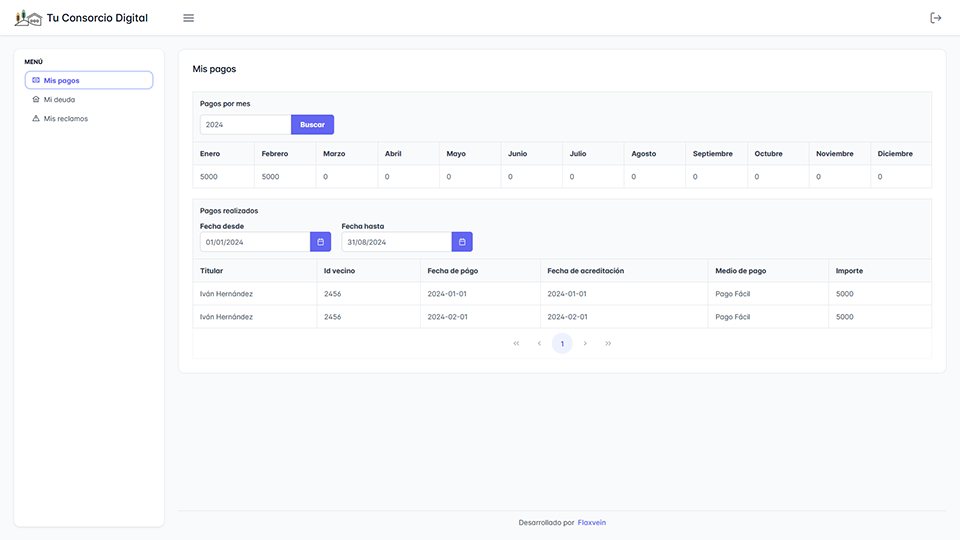 Tu Consorcio Digital
MENÚ
Mis pagos
Mi deuda
Mis reclamos
Mis pagos
Pagos por mes
2024 Buscar
Enero Febrero Marzo Abril Mayo Junio Julio Agosto Septiembre Octubre Noviembre Diciembre
5000 5000 0 0 0 0 0 0 0 0 0 0
Pagos realizados
Fecha desde Fecha hasta
01/01/2024 31/08/2024
Titular Id vecino Fecha de págo Fecha de acreditación Medio de pago Importe
Iván Hernández 2456 2024-01-01 2024-01-01 Pago Fácil 5000
Iván Hernández 2456 2024-02-01 2024-02-01 Pago Fácil 5000
« ‹ 1 › »
Desarrollado por Flaxvein